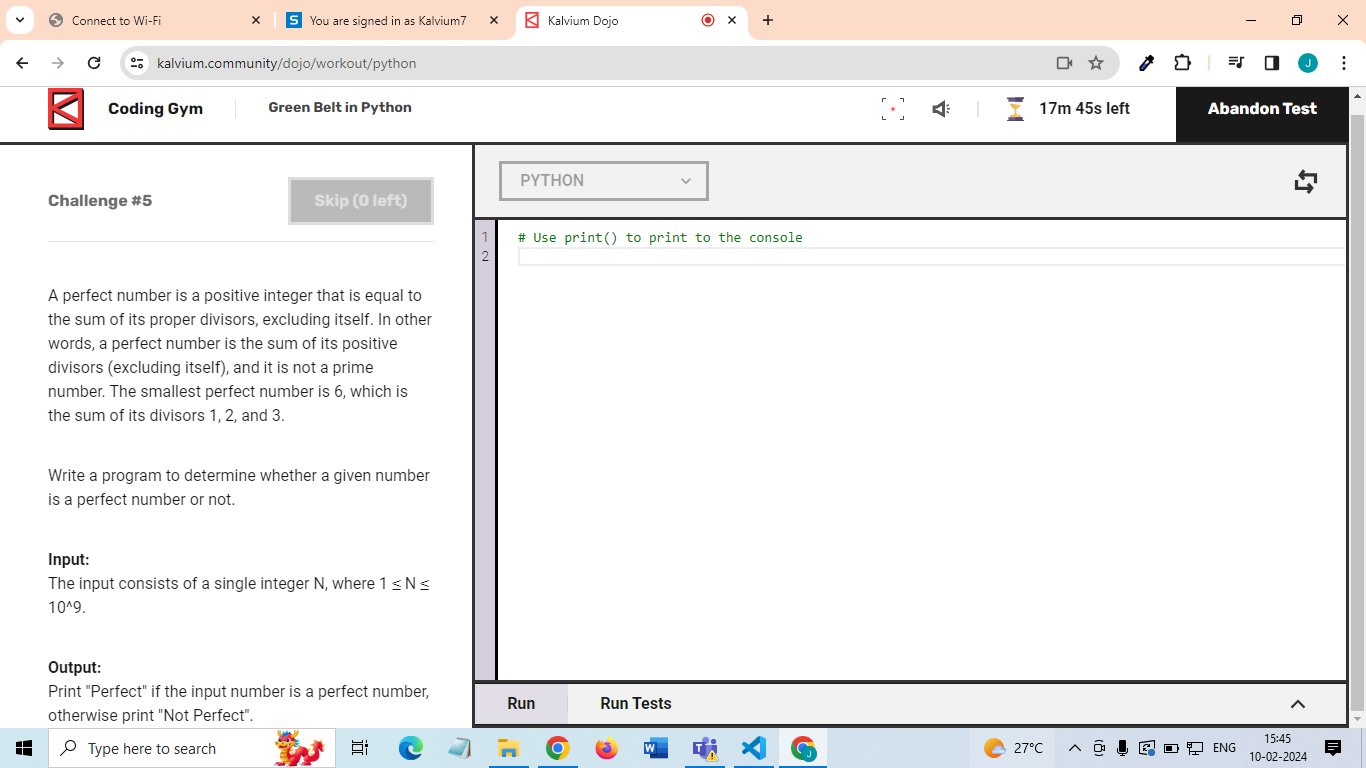 Connect to Wi-Fi
You are signed in as Kalvium7
Kalvium Dojo
kalvium.community/dojo/workout/python
J
Coding Gym
Green Belt in Python
17m 45s left
Abandon Test
Challenge #5
Skip (0 left)
PYTHON
A perfect number is a positive integer that is equal to
the sum of its proper divisors, excluding itself. In other
words, a perfect number is the sum of its positive
divisors (excluding itself), and it is not a prime
number. The smallest perfect number is 6, which is
the sum of its divisors 1, 2, and 3.
Write a program to determine whether a given number
is a perfect number or not.
Input:
The input consists of a single integer N, where 1 ≤ N ≤
10^9.
Output:
Print "Perfect" if the input number is a perfect number,
otherwise print "Not Perfect".
1 # Use print() to print to the console
2
Run
Run Tests
Type here to search
27°C
ENG
15:45
10-02-2024